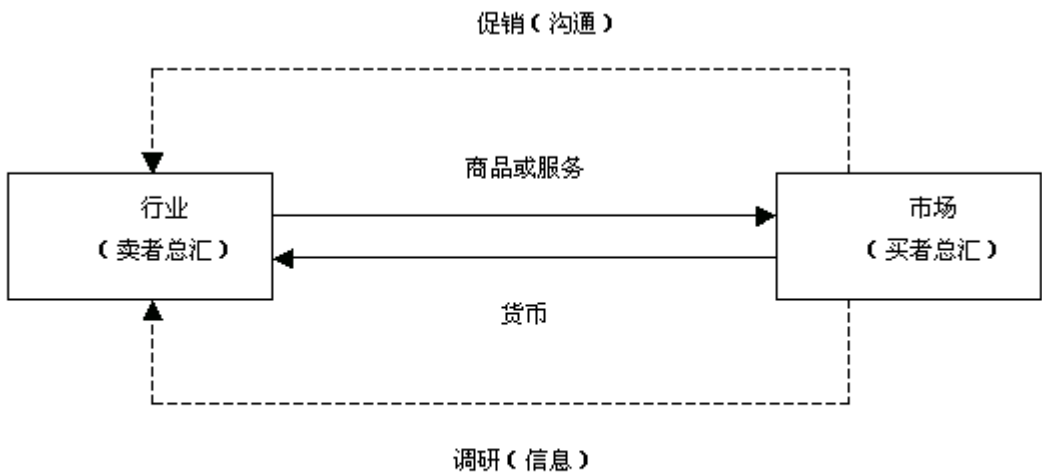 促销（沟通）
商品或服务
行业
（卖者总汇）
市场
（买者总汇）
货币
调研（信息）